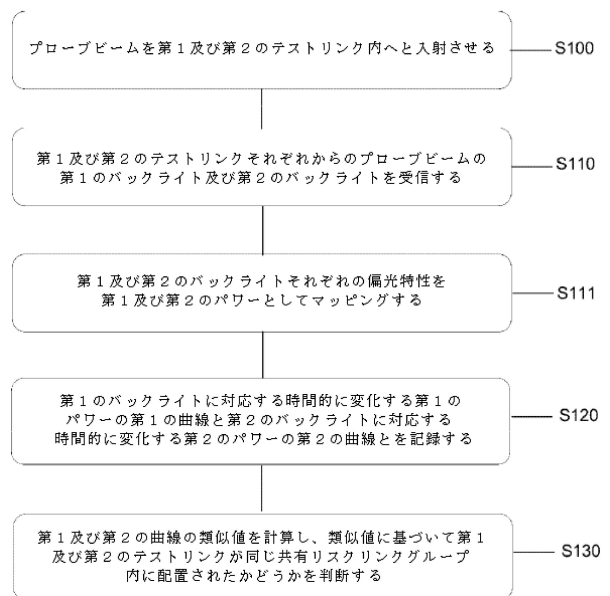 プローブビームを第1及び第2のテストリンク内へと入射させる
S100
第1及び第2のテストリンクそれぞれからのプローブビームの
第1のバックライト及び第2のバックライトを受信する
S110
第1及び第2のバックライトそれぞれの偏光特性を
第1及び第2のパワーとしてマッピングする
S111
第1のバックライトに対応する時間的に変化する第1の
パワーの第1の曲線と第2のバックライトに対応する
時間的に変化する第2のパワーの第2の曲線とを記録する
S120
第1及び第2の曲線の類似値を計算し、類似値に基づいて第1
及び第2のテストリンクが同じ共有リスクリンクグループ
内に配置されたかどうかを判断する
S130